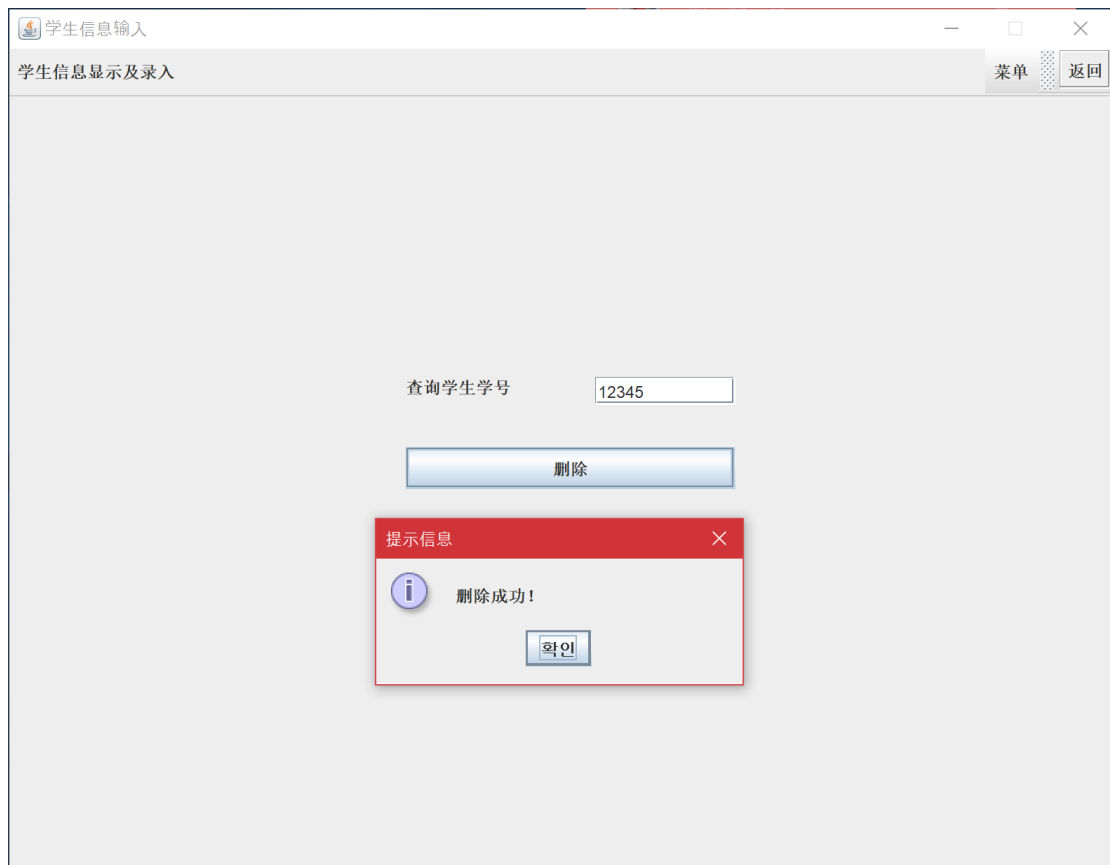 学生信息输入
学生信息显示及录入 菜单 返回
查询学生学号 12345
删除
提示信息
删除成功!
확인